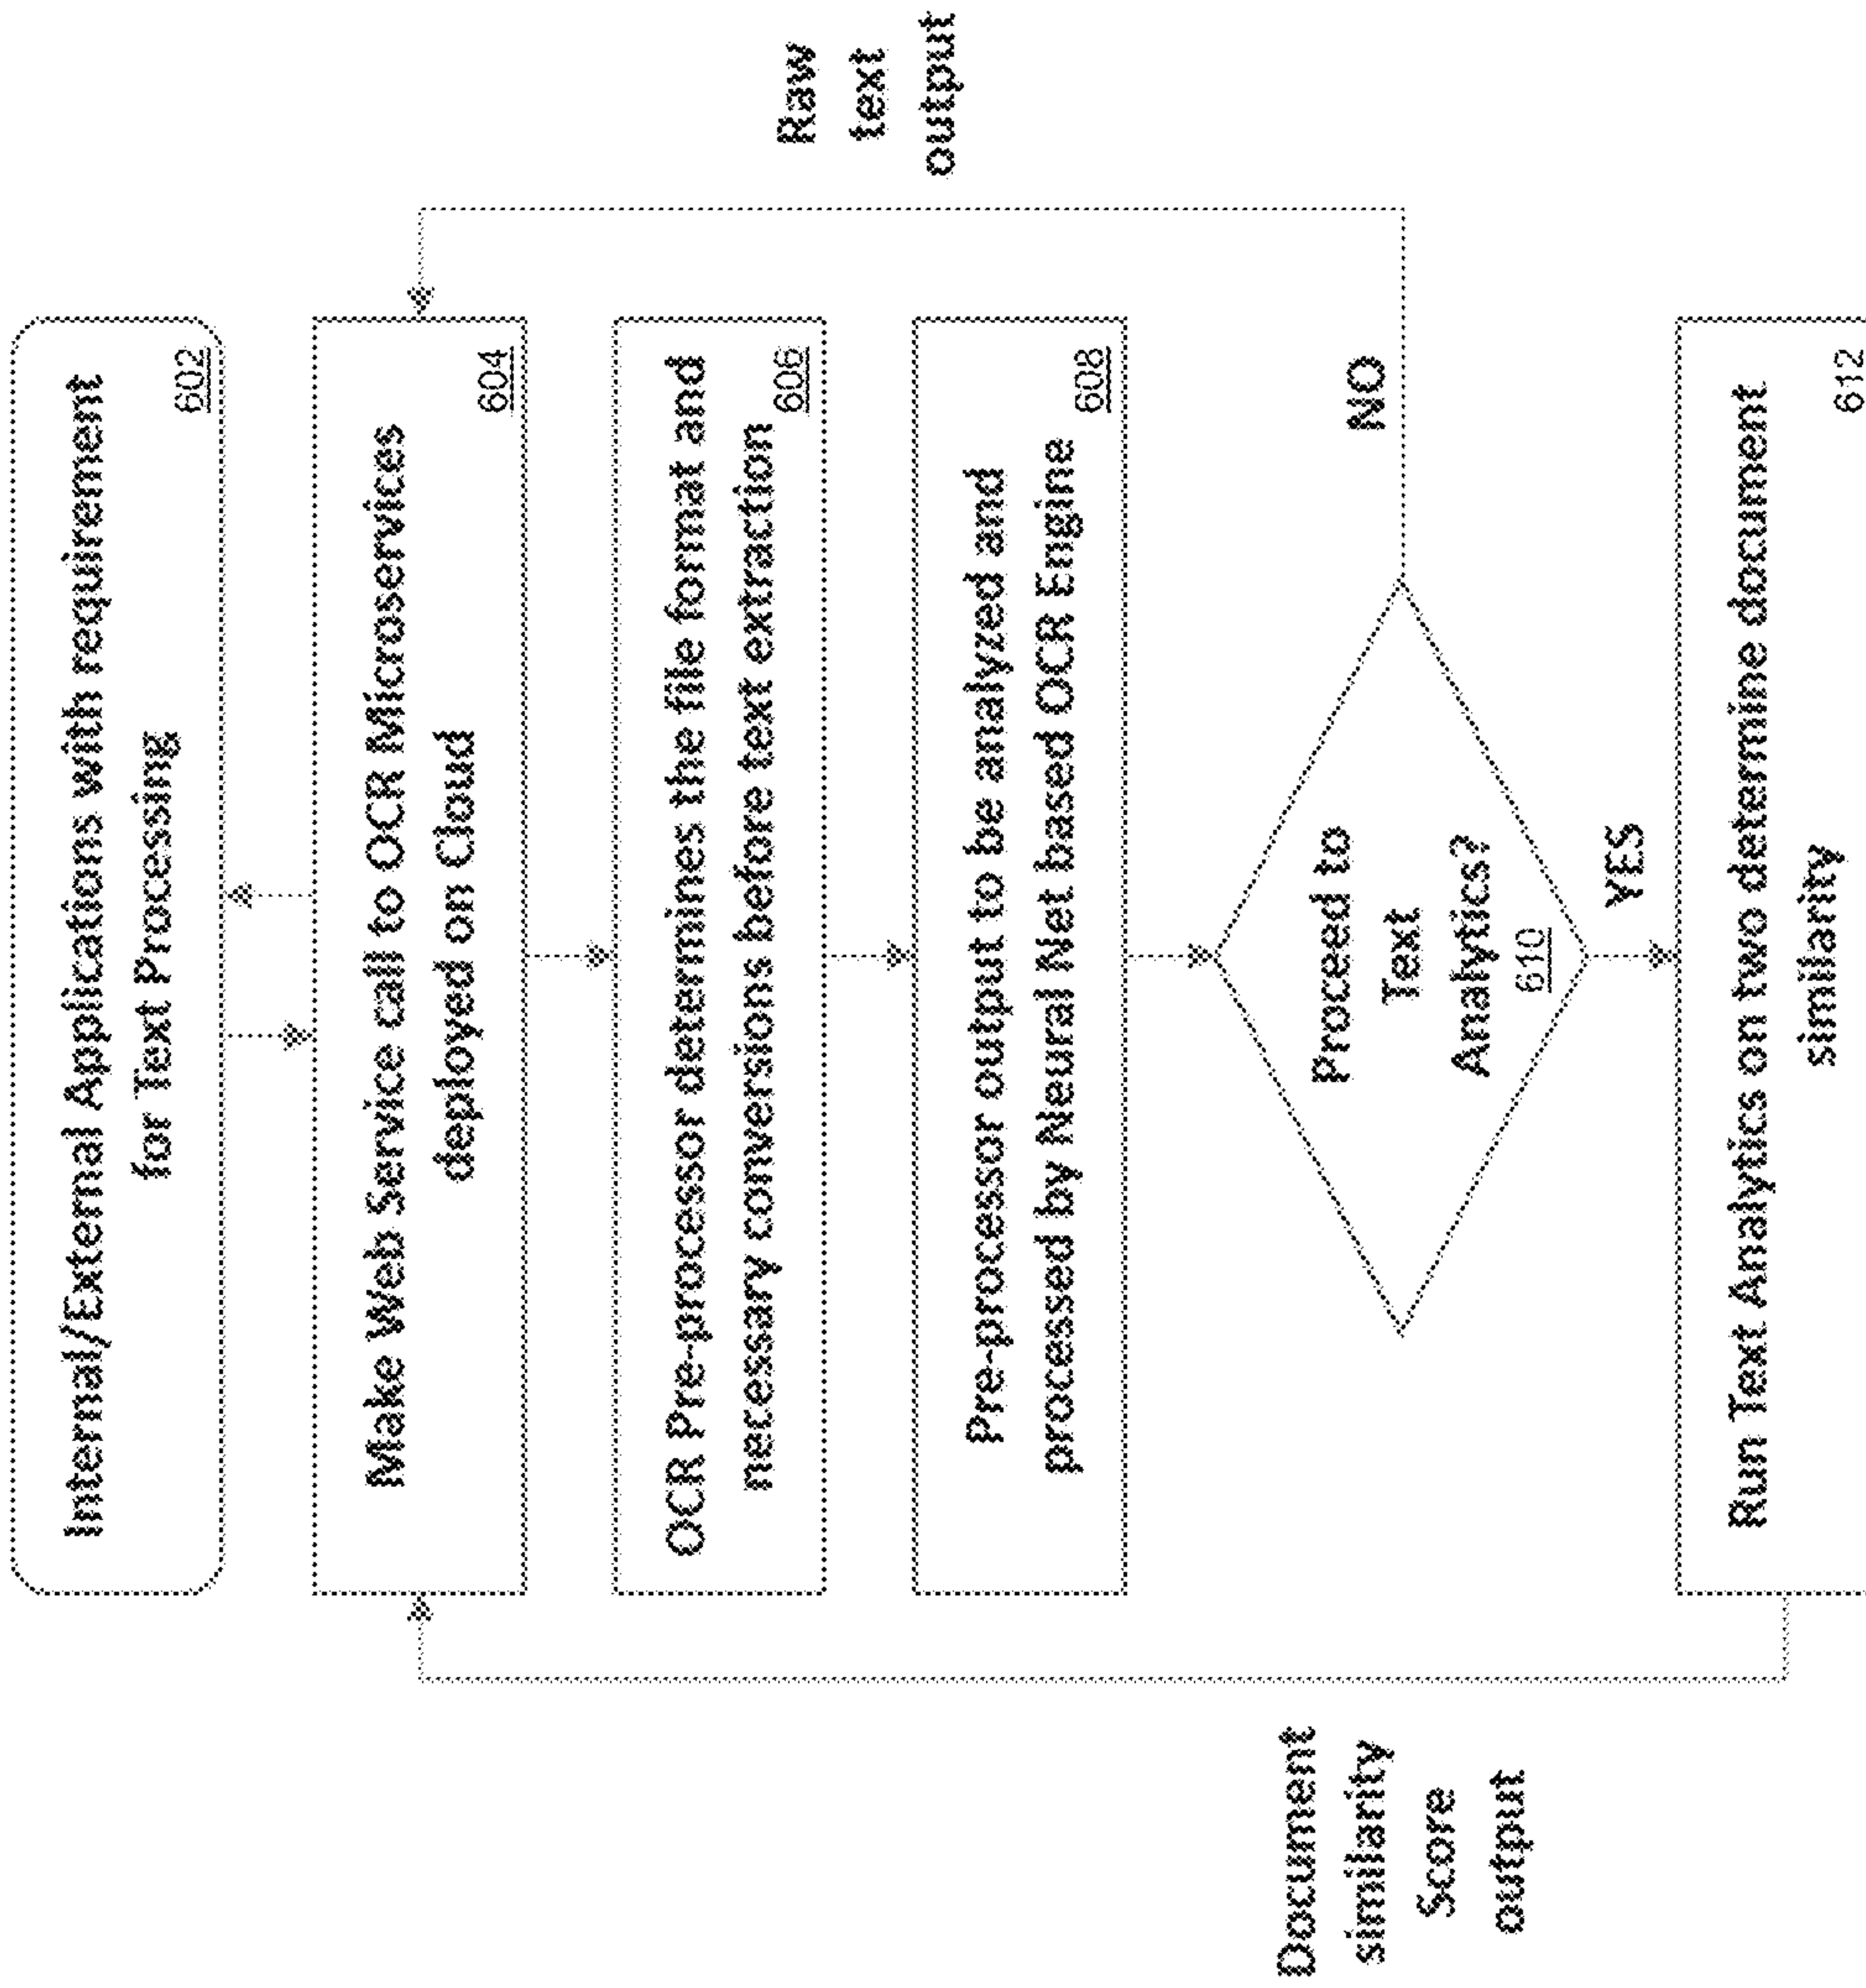 Internal/External Applications with requirement
for Text Processing
602
Make Web Service call to OCR Microservices
deployed on Cloud
604
OCR Pre-processor determines the file format and
necessary conversions before text extraction
606
Pre-processor output to be analyzed and
processed by Neural Net based OCR Engine
608
Proceed to
Text
Analytics?
610
NO
Raw
text
output
YES
Run Text Analytics on two determine document
similarity
612
Document
similarity
Score
output